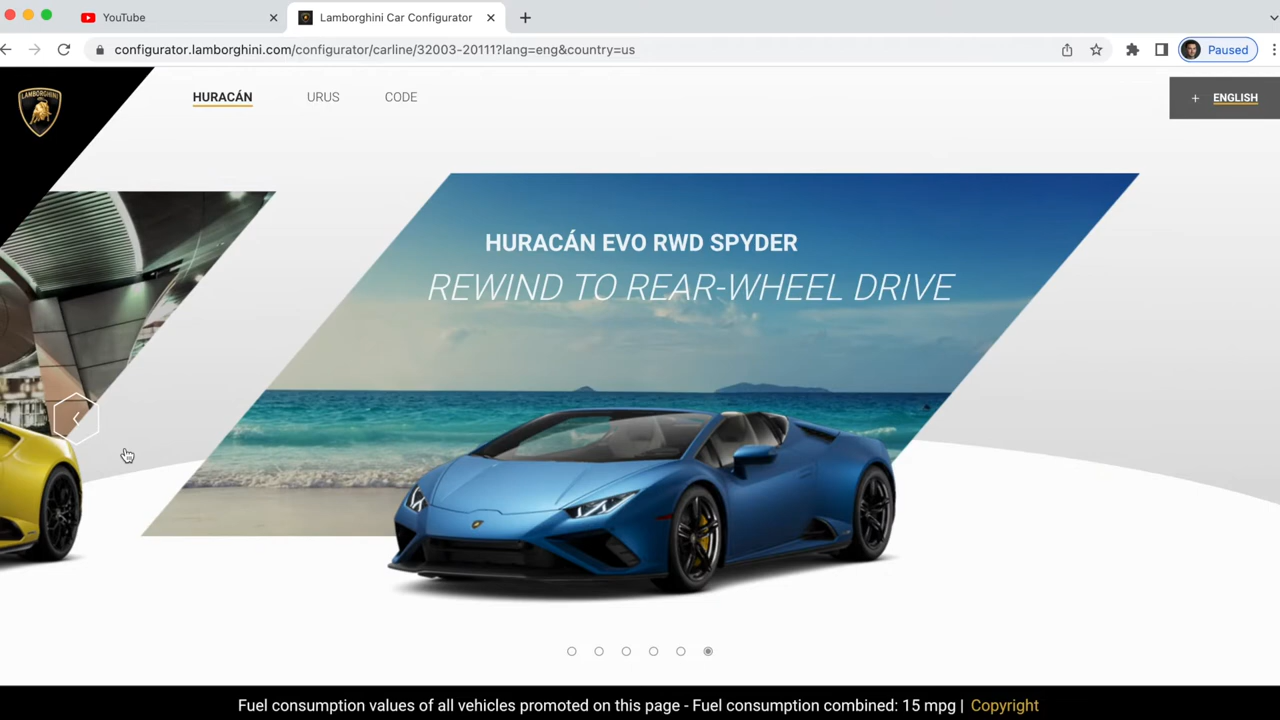 YouTube
Lamborghini Car Configurator
configurator.lamborghini.com/configurator/carline/32003-20111?lang=eng&country=us
Paused
LAMBORGHINI
HURACÁN
URUS
CODE
+ ENGLISH
HURACÁN EVO RWD SPYDER
REWIND TO REAR-WHEEL DRIVE
Fuel consumption values of all vehicles promoted on this page - Fuel consumption combined: 15 mpg | Copyright